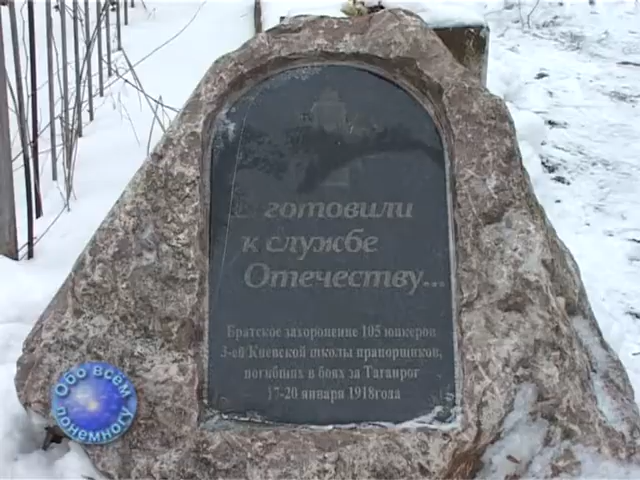 готовили
к службе
Отечеству...
Братское захоронение 105 юнкеров
3-ей Киевской школы прапорщиков,
погибших в боях за Таганрог
17-20 января 1918года
Обо всём
понемногу